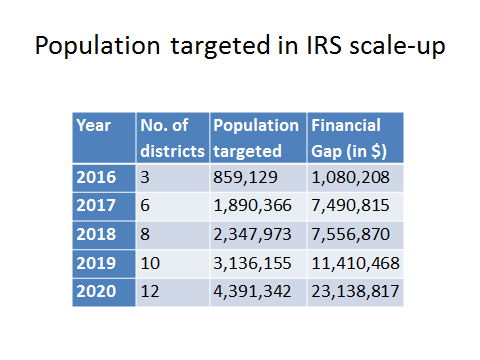 Population targeted in IRS scale-up
Year No. of districts Population targeted Financial Gap (in $)
2016 3 859,129 1,080,208
2017 6 1,890,366 7,490,815
2018 8 2,347,973 7,556,870
2019 10 3,136,155 11,410,468
2020 12 4,391,342 23,138,817